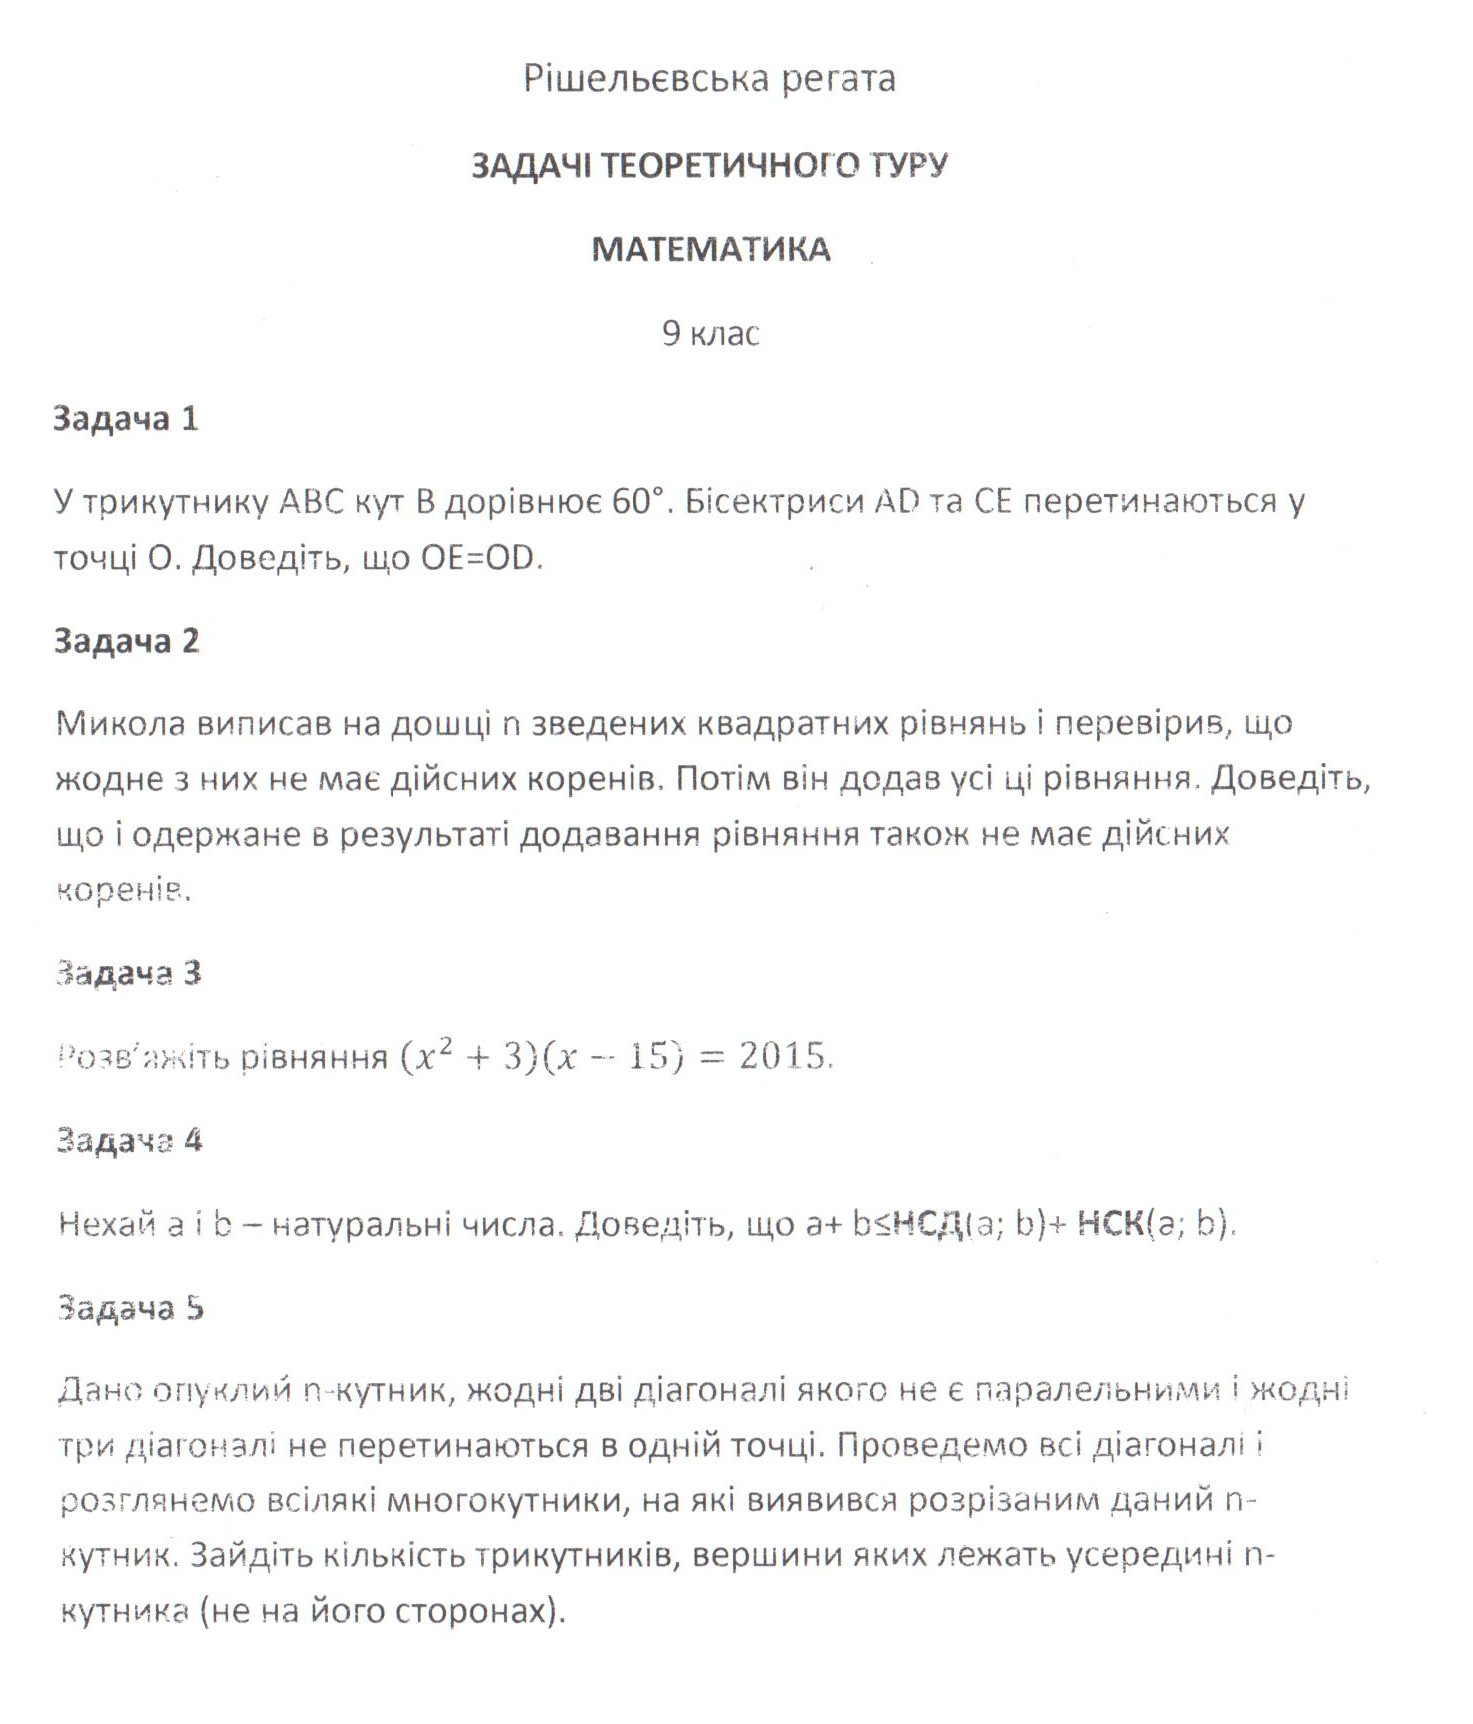 Рішельєвська регата
ЗАДАЧІ ТЕОРЕТИЧНОГО ТУРУ
МАТЕМАТИКА
9 клас
Задача 1
У трикутнику ABC кут B дорівнює 60°. Бісектриси AD та CE перетинаються у
точці O. Доведіть, що OE=OD.
Задача 2
Микола виписав на дошці n зведених квадратних рівнянь і перевірив, що
жодне з них не має дійсних коренів. Потім він додав усі ці рівняння. Доведіть,
що і одержане в результаті додавання рівняння також не має дійсних
коренів.
Задача 3
Розв'яжіть рівняння (x² + 3)(x − 15) = 2015.
Задача 4
Нехай a і b – натуральні числа. Доведіть, що a+ b≤НСД(a; b)+ НСК(a; b).
Задача 5
Дано опуклий n-кутник, жодні дві діагоналі якого не є паралельними і жодні
три діагоналі не перетинаються в одній точці. Проведемо всі діагоналі і
розглянемо всілякі многокутники, на які виявився розрізаним даний n-
кутник. Зайдіть кількість трикутників, вершини яких лежать усередині n-
кутника (не на його сторонах).